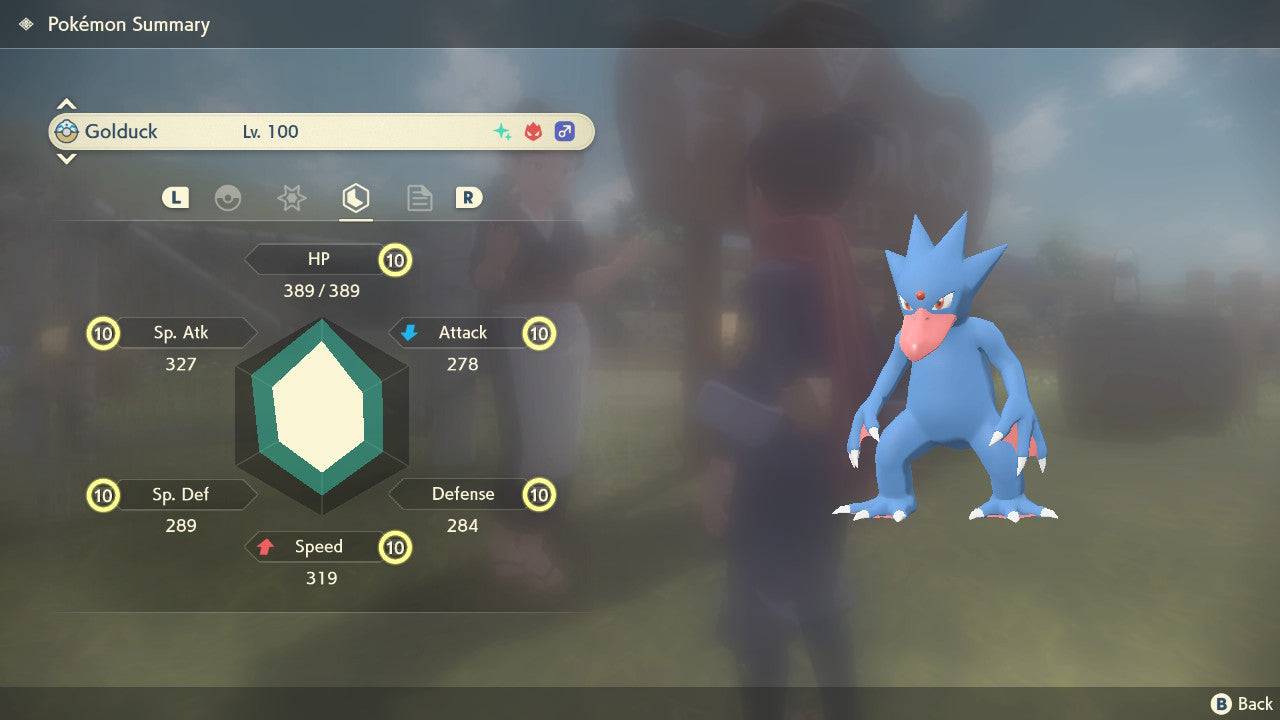 Pokémon Summary
Golduck Lv. 100
L R
HP 10
389 / 389
10 Sp. Atk
327
Attack 10
278
10 Sp. Def
289
Defense 10
284
Speed 10
319
B Back